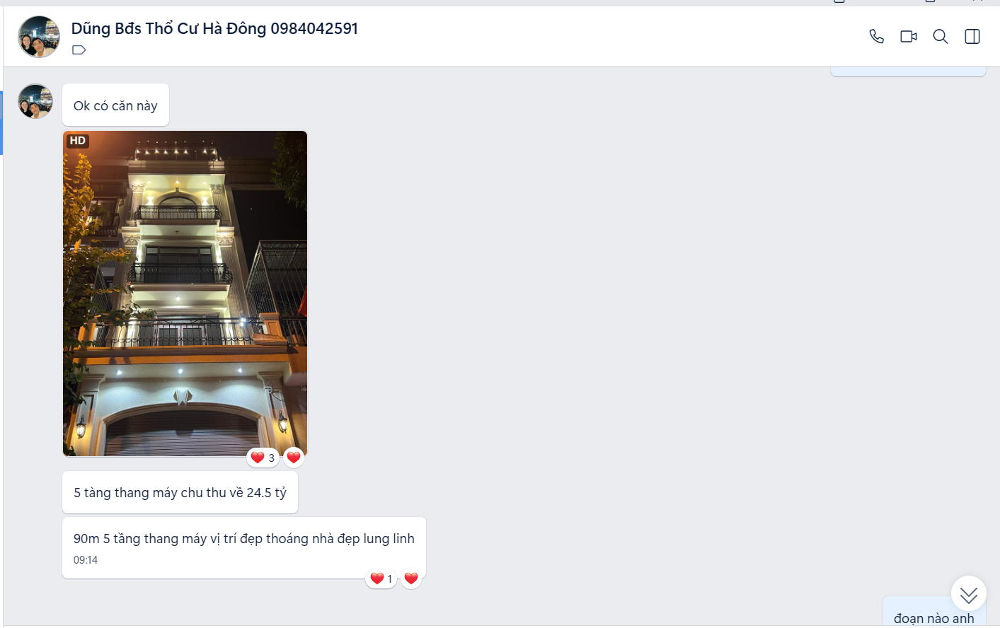 Dũng Bđs Thổ Cư Hà Đông 0984042591
Ok có căn này
HD
3
5 tàng thang máy chu thu về 24.5 tỷ
90m 5 tầng thang máy vị trí đẹp thoáng nhà đẹp lung linh
09:14
1
đoạn nào anh